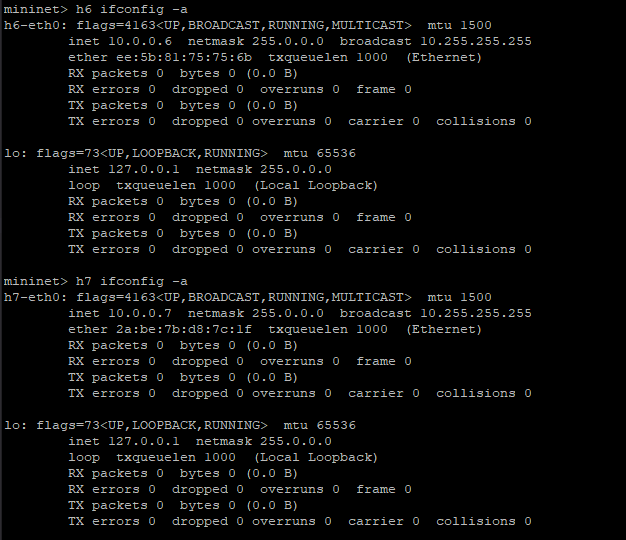 mininet> h6 ifconfig -a
h6-eth0: flags=4163<UP,BROADCAST,RUNNING,MULTICAST>  mtu 1500
        inet 10.0.0.6  netmask 255.0.0.0  broadcast 10.255.255.255
        ether ee:5b:81:75:75:6b  txqueuelen 1000  (Ethernet)
        RX packets 0  bytes 0 (0.0 B)
        RX errors 0  dropped 0  overruns 0  frame 0
        TX packets 0  bytes 0 (0.0 B)
        TX errors 0  dropped 0 overruns 0  carrier 0  collisions 0

lo: flags=73<UP,LOOPBACK,RUNNING>  mtu 65536
        inet 127.0.0.1  netmask 255.0.0.0
        loop  txqueuelen 1000  (Local Loopback)
        RX packets 0  bytes 0 (0.0 B)
        RX errors 0  dropped 0  overruns 0  frame 0
        TX packets 0  bytes 0 (0.0 B)
        TX errors 0  dropped 0 overruns 0  carrier 0  collisions 0

mininet> h7 ifconfig -a
h7-eth0: flags=4163<UP,BROADCAST,RUNNING,MULTICAST>  mtu 1500
        inet 10.0.0.7  netmask 255.0.0.0  broadcast 10.255.255.255
        ether 2a:be:7b:d8:7c:1f  txqueuelen 1000  (Ethernet)
        RX packets 0  bytes 0 (0.0 B)
        RX errors 0  dropped 0  overruns 0  frame 0
        TX packets 0  bytes 0 (0.0 B)
        TX errors 0  dropped 0 overruns 0  carrier 0  collisions 0

lo: flags=73<UP,LOOPBACK,RUNNING>  mtu 65536
        inet 127.0.0.1  netmask 255.0.0.0
        loop  txqueuelen 1000  (Local Loopback)
        RX packets 0  bytes 0 (0.0 B)
        RX errors 0  dropped 0  overruns 0  frame 0
        TX packets 0  bytes 0 (0.0 B)
        TX errors 0  dropped 0 overruns 0  carrier 0  collisions 0